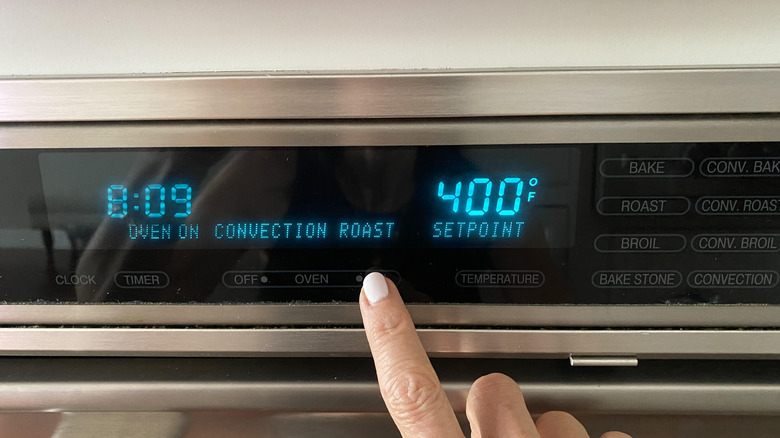 8:09 400°F
OVEN ON CONVECTION ROAST SETPOINT
BAKE CONV. BAK
ROAST CONV. ROAST
BROIL CONV. BROIL
BAKE STONE CONVECTION
CLOCK TIMER OFF OVEN TEMPERATURE